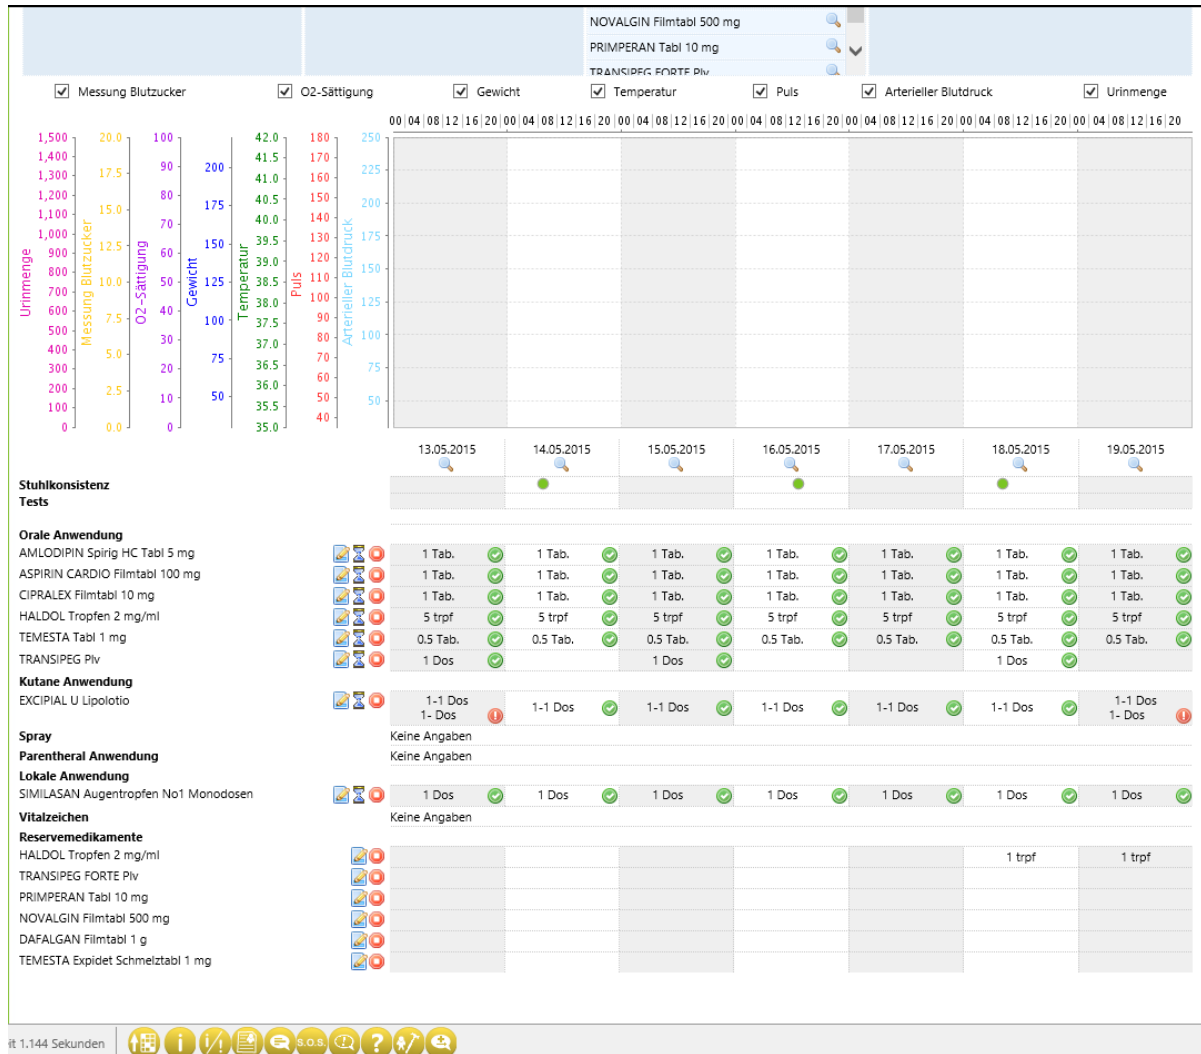 NOVALGIN Filmtabl 500 mg
PRIMPERAN Tabl 10 mg
TRANSIPEG FORTE Plv
Messung Blutzucker O2-Sättigung Gewicht Temperatur Puls Arterieller Blutdruck Urinmenge
00 04 08 12 16 20 00 04 08 12 16 20 00 04 08 12 16 20 00 04 08 12 16 20 00 04 08 12 16 20 00 04 08 12 16 20 00 04 08 12 16 20
Urinmenge
1,500
1,400
1,300
1,200
1,100
1,000
900
800
700
600
500
400
300
200
100
0
Messung Blutzucker
20.0
17.5
15.0
12.5
10.0
7.5
5.0
2.5
0.0
O2-Sättigung
100
90
80
70
60
50
40
30
20
10
0
Gewicht
200
175
150
125
100
75
50
Temperatur
42.0
41.5
41.0
40.5
40.0
39.5
39.0
38.5
38.0
37.5
37.0
36.5
36.0
35.5
35.0
Puls
180
170
160
150
140
130
120
110
100
90
80
70
60
50
40
Arterieller Blutdruck
250
225
200
175
150
125
100
75
50
13.05.2015 14.05.2015 15.05.2015 16.05.2015 17.05.2015 18.05.2015 19.05.2015
Stuhlkonsistenz
Tests
Orale Anwendung
AMLODIPIN Spirig HC Tabl 5 mg 1 Tab. 1 Tab. 1 Tab. 1 Tab. 1 Tab. 1 Tab. 1 Tab.
ASPIRIN CARDIO Filmtabl 100 mg 1 Tab. 1 Tab. 1 Tab. 1 Tab. 1 Tab. 1 Tab. 1 Tab.
CIPRALEX Filmtabl 10 mg 1 Tab. 1 Tab. 1 Tab. 1 Tab. 1 Tab. 1 Tab. 1 Tab.
HALDOL Tropfen 2 mg/ml 5 trpf 5 trpf 5 trpf 5 trpf 5 trpf 5 trpf 5 trpf
TEMESTA Tabl 1 mg 0.5 Tab. 0.5 Tab. 0.5 Tab. 0.5 Tab. 0.5 Tab. 0.5 Tab. 0.5 Tab.
TRANSIPEG Plv 1 Dos 1 Dos 1 Dos
Kutane Anwendung
EXCIPIAL U Lipolotio 1-1 Dos 1-1 Dos 1-1 Dos 1-1 Dos 1-1 Dos 1-1 Dos 1-1 Dos
1- Dos 1- Dos
Spray Keine Angaben
Parentheral Anwendung Keine Angaben
Lokale Anwendung
SIMILASAN Augentropfen No1 Monodosen 1 Dos 1 Dos 1 Dos 1 Dos 1 Dos 1 Dos 1 Dos
Vitalzeichen Keine Angaben
Reservemedikamente
HALDOL Tropfen 2 mg/ml 1 trpf 1 trpf
TRANSIPEG FORTE Plv
PRIMPERAN Tabl 10 mg
NOVALGIN Filmtabl 500 mg
DAFALGAN Filmtabl 1 g
TEMESTA Expidet Schmelztabl 1 mg
it 1.144 Sekunden i i/! S.O.S. ?